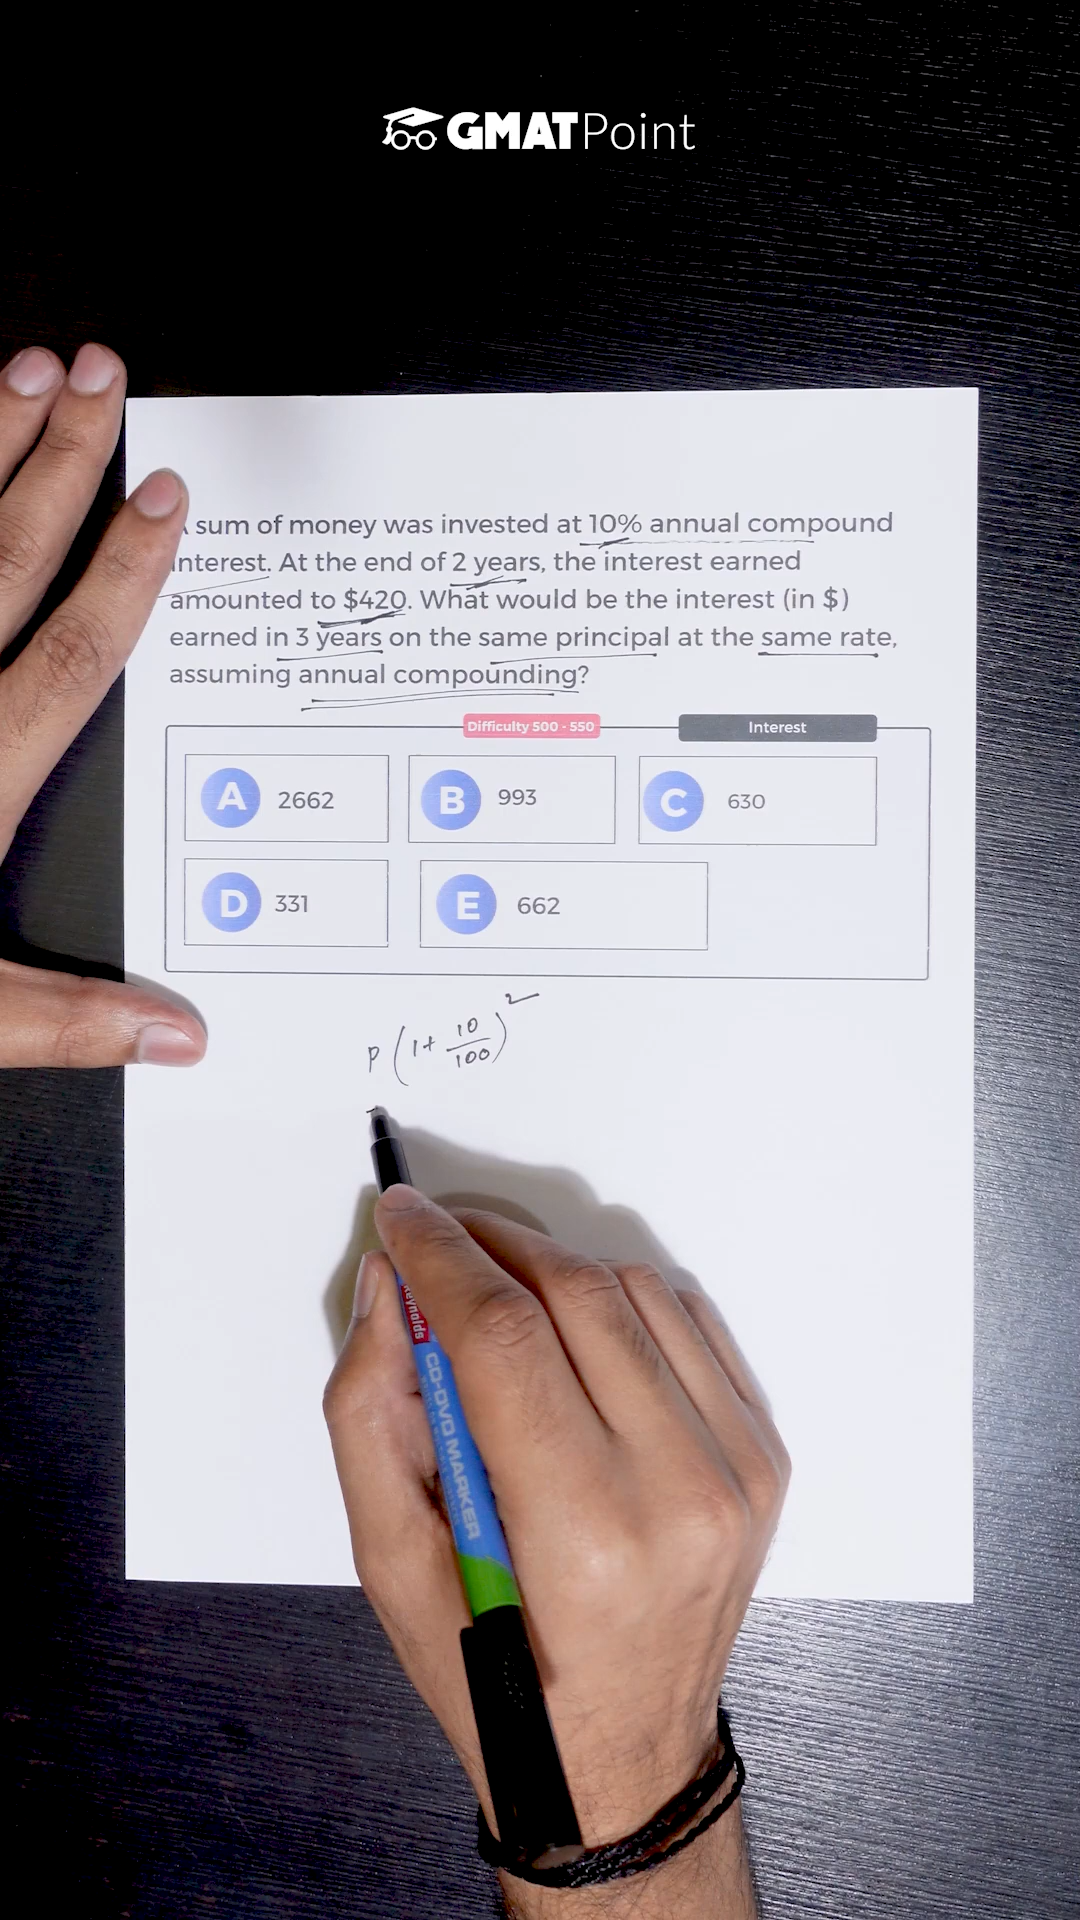 GMATPoint
sum of money was invested at 10% annual compound
interest. At the end of 2 years, the interest earned
amounted to $420. What would be the interest (in $)
earned in 3 years on the same principal at the same rate,
assuming annual compounding?
Difficulty 500 - 550
Interest
A 2662
B 993
C 630
D 331
E 662
P (1+ 10/100)^2
Reynolds
CD-DVD MARKER